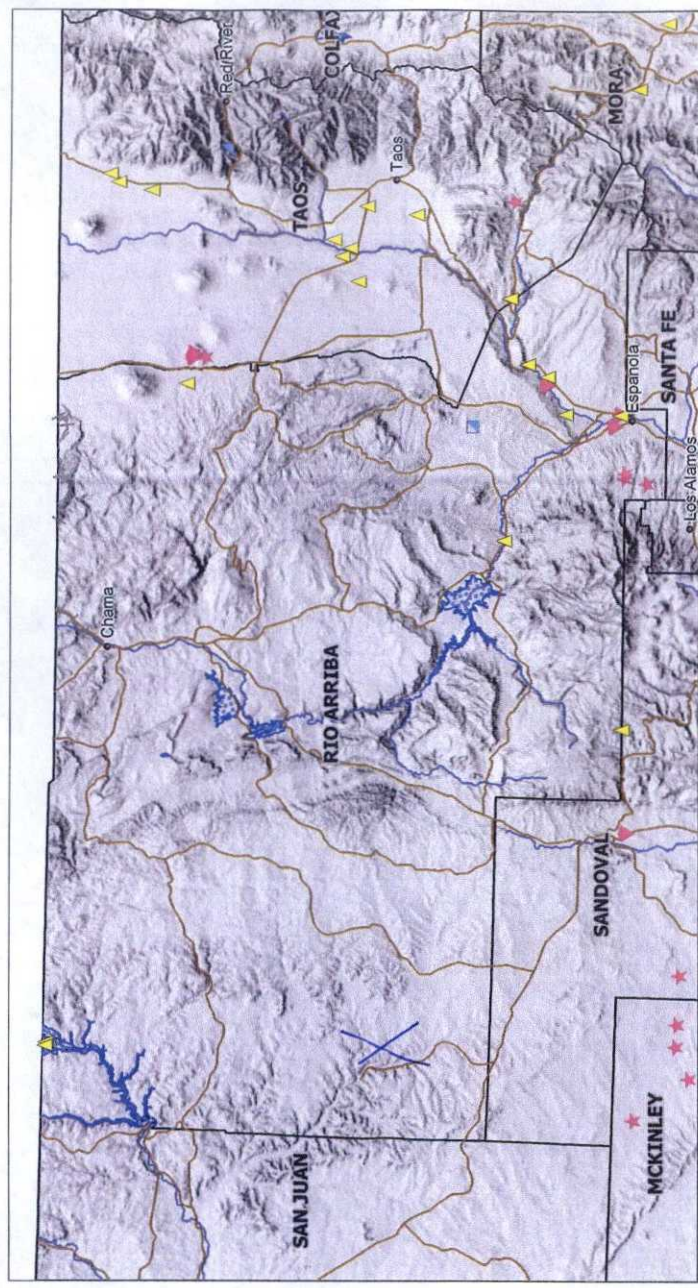 Chama
Red River
COLFAX
TAOS
Taos
RIO ARRIBA
MORA
SAN JUAN
SANDOVAL
Espanola
SANTA FE
Los Alamos
MCKINLEY